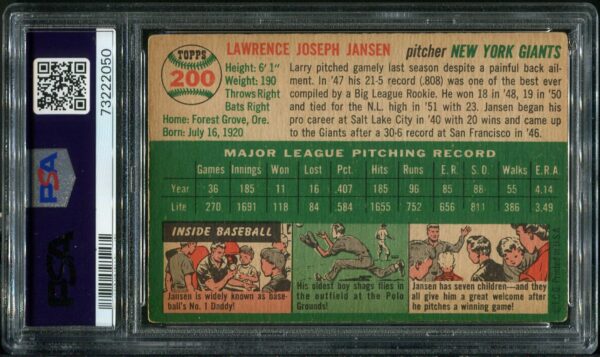 73222050
PSA
PSA
TOPPS
200
LAWRENCE JOSEPH JANSEN pitcher NEW YORK GIANTS
Height: 6' 1"
Weight: 190
Throws Right
Bats Right
Home: Forest Grove, Ore.
Born: July 16, 1920
Larry pitched gamely last season despite a painful back ail-
ment. In '47 his 21-5 record (.808) was one of the best ever
compiled by a Big League Rookie. He won 18 in '48, 19 in '50
and tied for the N.L. high in '51 with 23. Jansen began his
pro career at Salt Lake City in '40 with 20 wins and came up
to the Giants after a 30-6 record at San Francisco in '46.
MAJOR LEAGUE PITCHING RECORD
Games Innings Won Lost Pct. Hits Runs E.R. S.O. Walks E.R.A
Year 36 185 11 16 .407 185 96 85 88 55 4.14
Life 270 1691 118 84 .584 1655 752 656 811 386 3.49
INSIDE BASEBALL
Jansen is widely known as base-
ball's No. 1 Daddy!
His oldest boy shags flies in
the outfield at the Polo
Grounds!
Jansen has seven children—and they
all give him a great welcome after
he pitches a winning game!